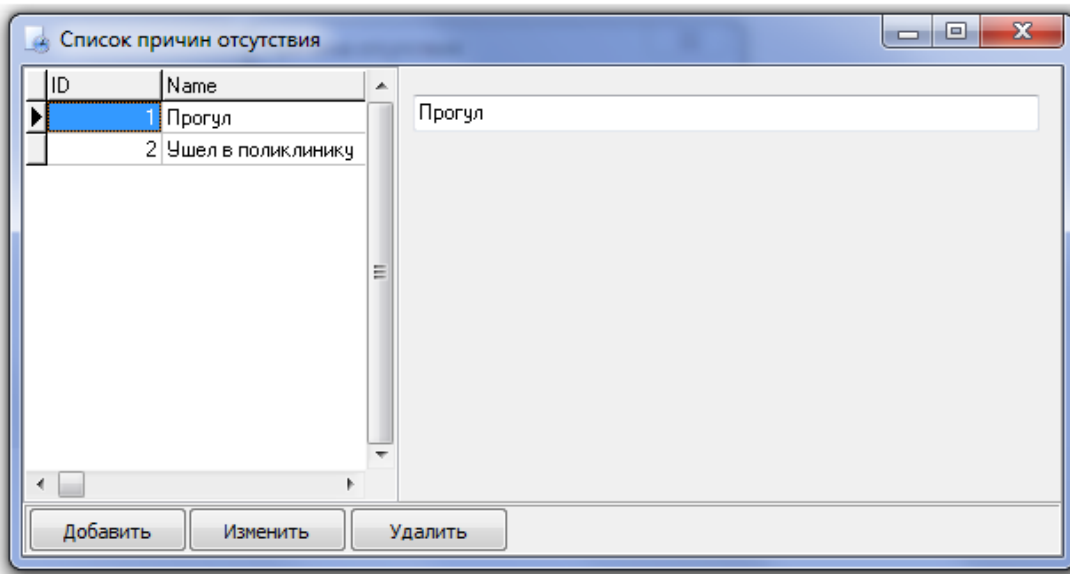 Список причин отсутствия
ID Name
1 Прогул
2 Ушел в поликлинику
Прогул
Добавить Изменить Удалить